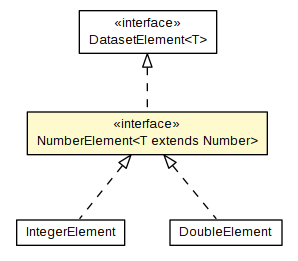 «interface»
DatasetElement<T>
«interface»
NumberElement<T extends Number>
IntegerElement
DoubleElement